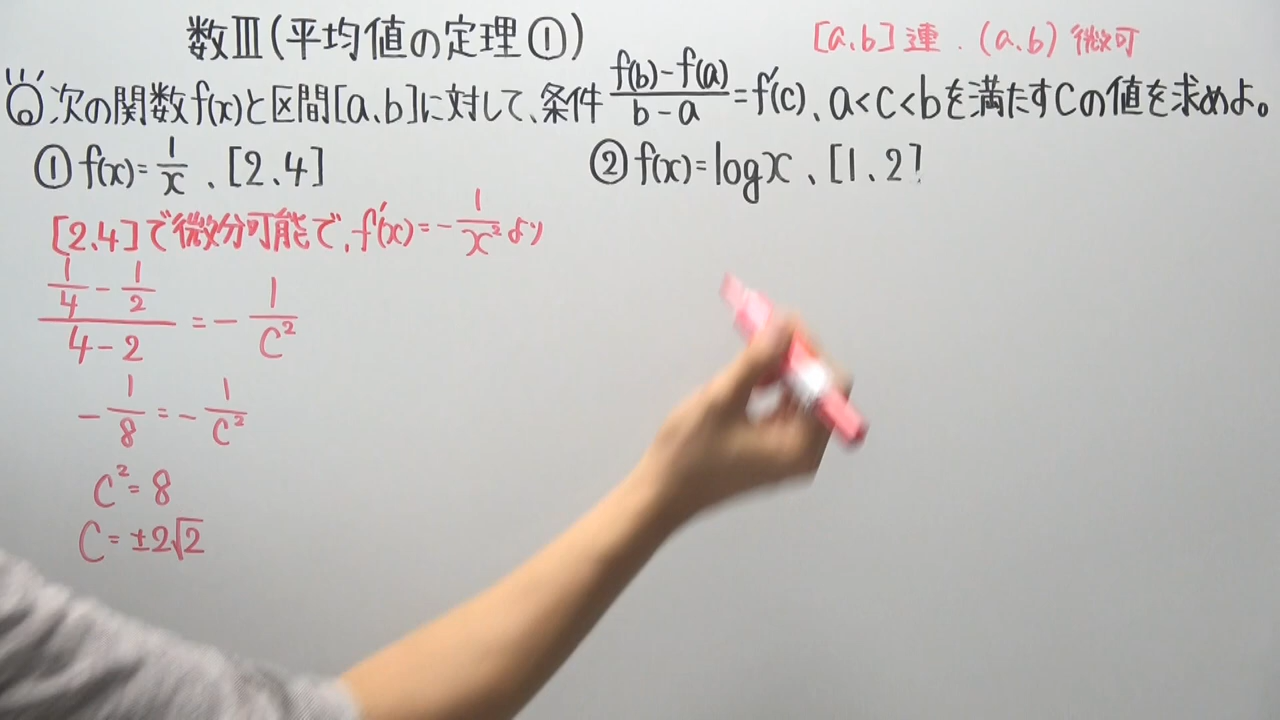 数Ⅲ(平均値の定理①)
[a、b]連．(a、b)微可
Q 次の関数f(x)と区間[a、b]に対して、条件 (f(b)-f(a))/(b-a)=f'(c)、a<c<bを満たすCの値を求めよ。
① f(x)=1/x、[2、4]
② f(x)=logx、[1、2]
[2、4]で微分可能で、f'(x)=-1/x²より
(1/4-1/2)/(4-2)=-1/C²
-1/8=-1/C²
C²=8
C=±2√2